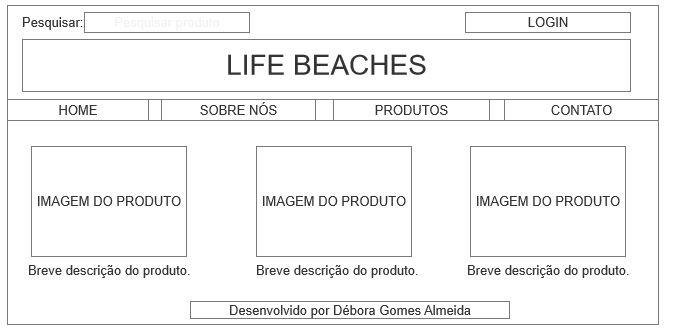 Pesquisar: Pesquisar produto LOGIN
LIFE BEACHES
HOME SOBRE NÓS PRODUTOS CONTATO
IMAGEM DO PRODUTO IMAGEM DO PRODUTO IMAGEM DO PRODUTO
Breve descrição do produto. Breve descrição do produto. Breve descrição do produto.
Desenvolvido por Débora Gomes Almeida